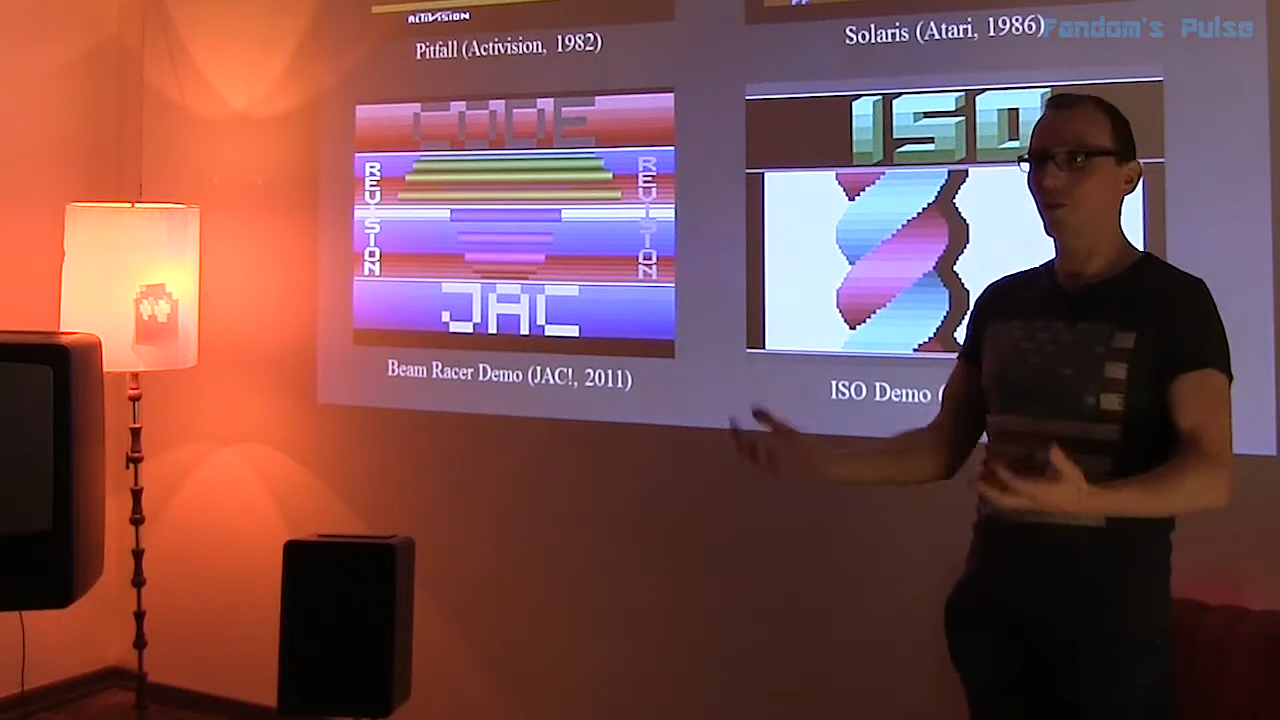 ACTIVISION
Pitfall (Activision, 1982)
Solaris (Atari, 1986)
Fandom's Pulse
CODE
REVISION
REVISION
JAC
Beam Racer Demo (JAC!, 2011)
ISO
ISO Demo (